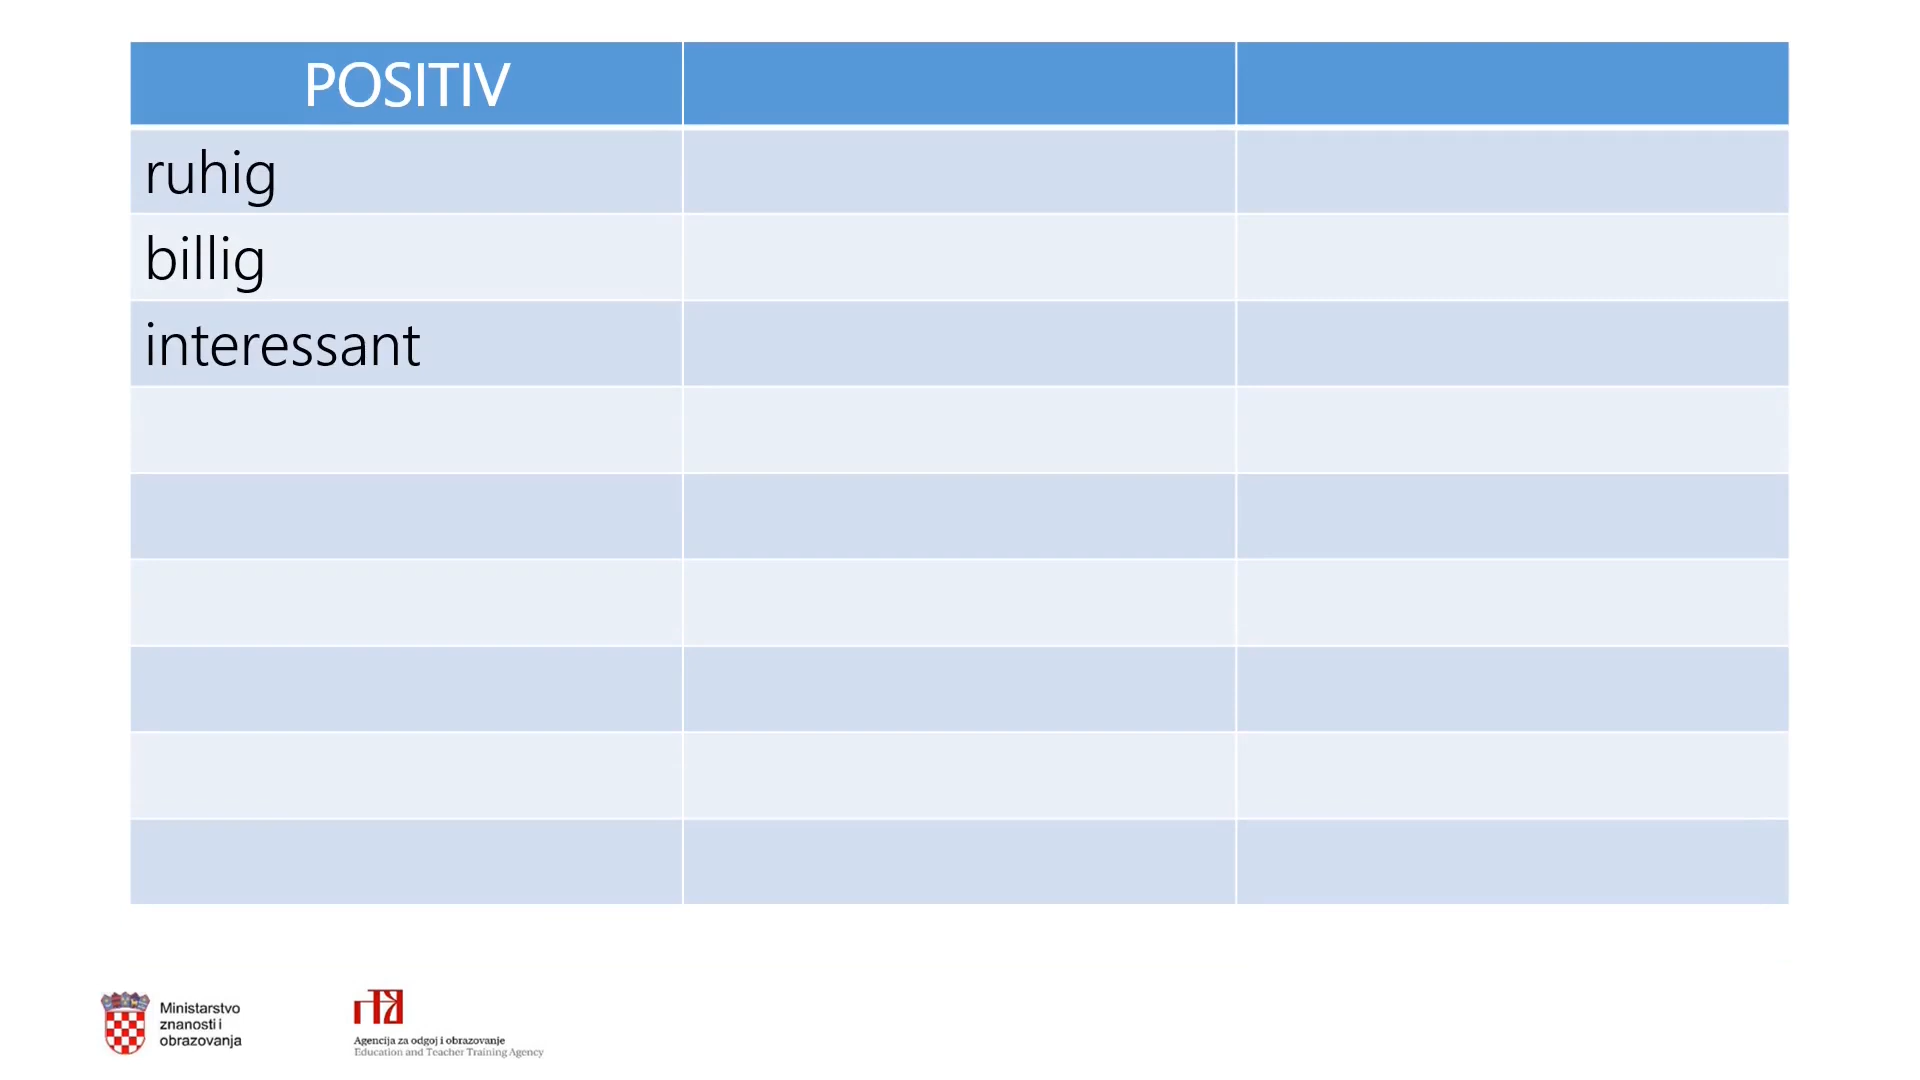 POSITIV
ruhig
billig
interessant
Ministarstvo
znanosti i
obrazovanja
Agencija za odgoj i obrazovanje
Education and Teacher Training Agency